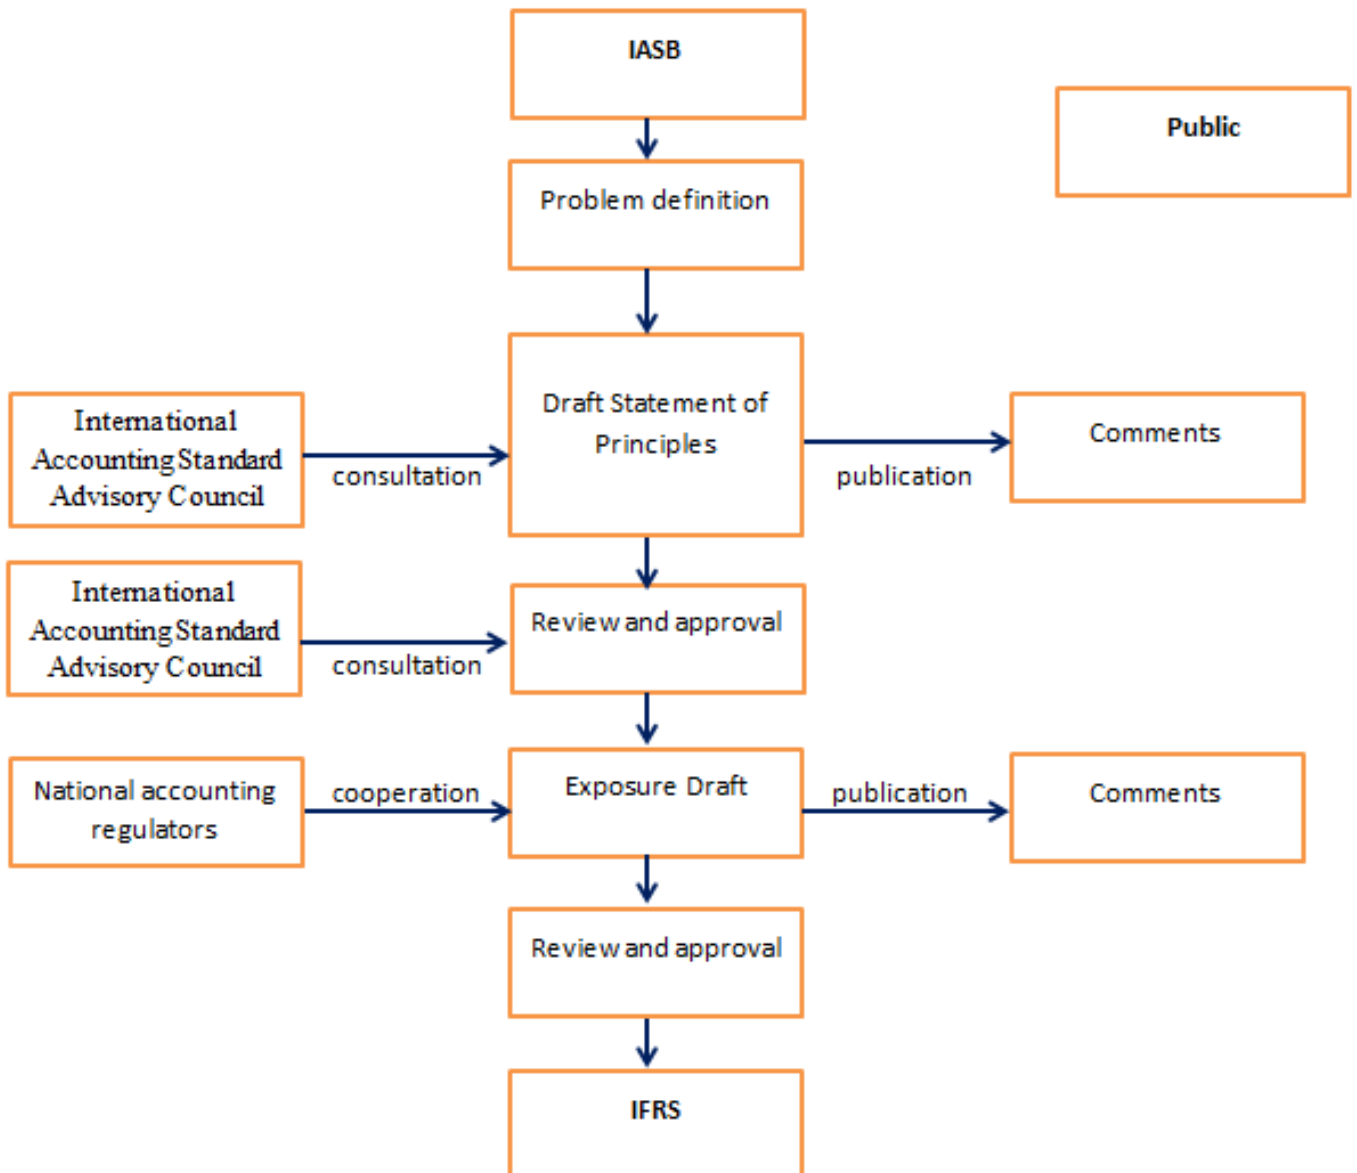 IASB
Public
Problem definition
Draft Statement of
Principles
International
Accounting Standard
Advisory Council
consultation
publication
Comments
International
Accounting Standard
Advisory Council
consultation
Review and approval
National accounting
regulators
cooperation
Exposure Draft
publication
Comments
Review and approval
IFRS